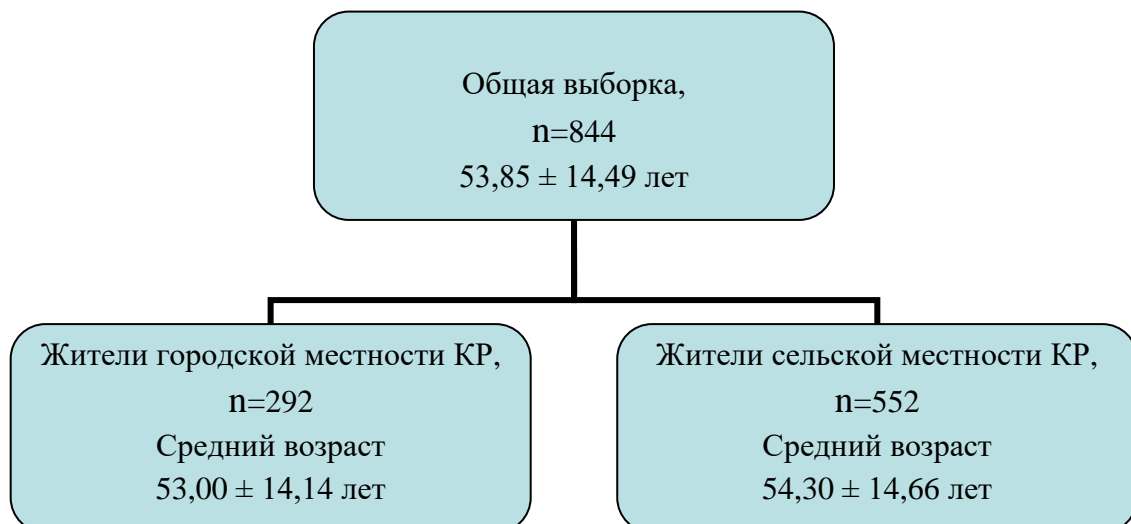 Общая выборка,
n=844
53,85 ± 14,49 лет
Жители городской местности КР,
n=292
Средний возраст
53,00 ± 14,14 лет
Жители сельской местности КР,
n=552
Средний возраст
54,30 ± 14,66 лет